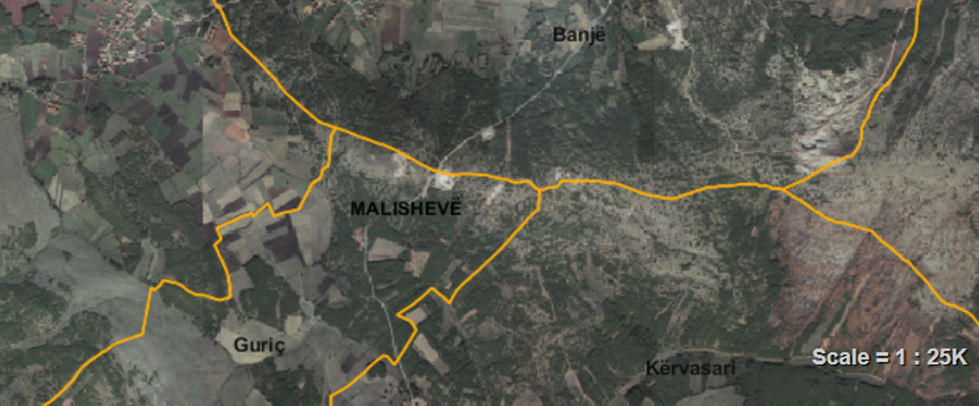 Banjë
MALISHEVË
Guriç
Kërvasari
Scale = 1 : 25K